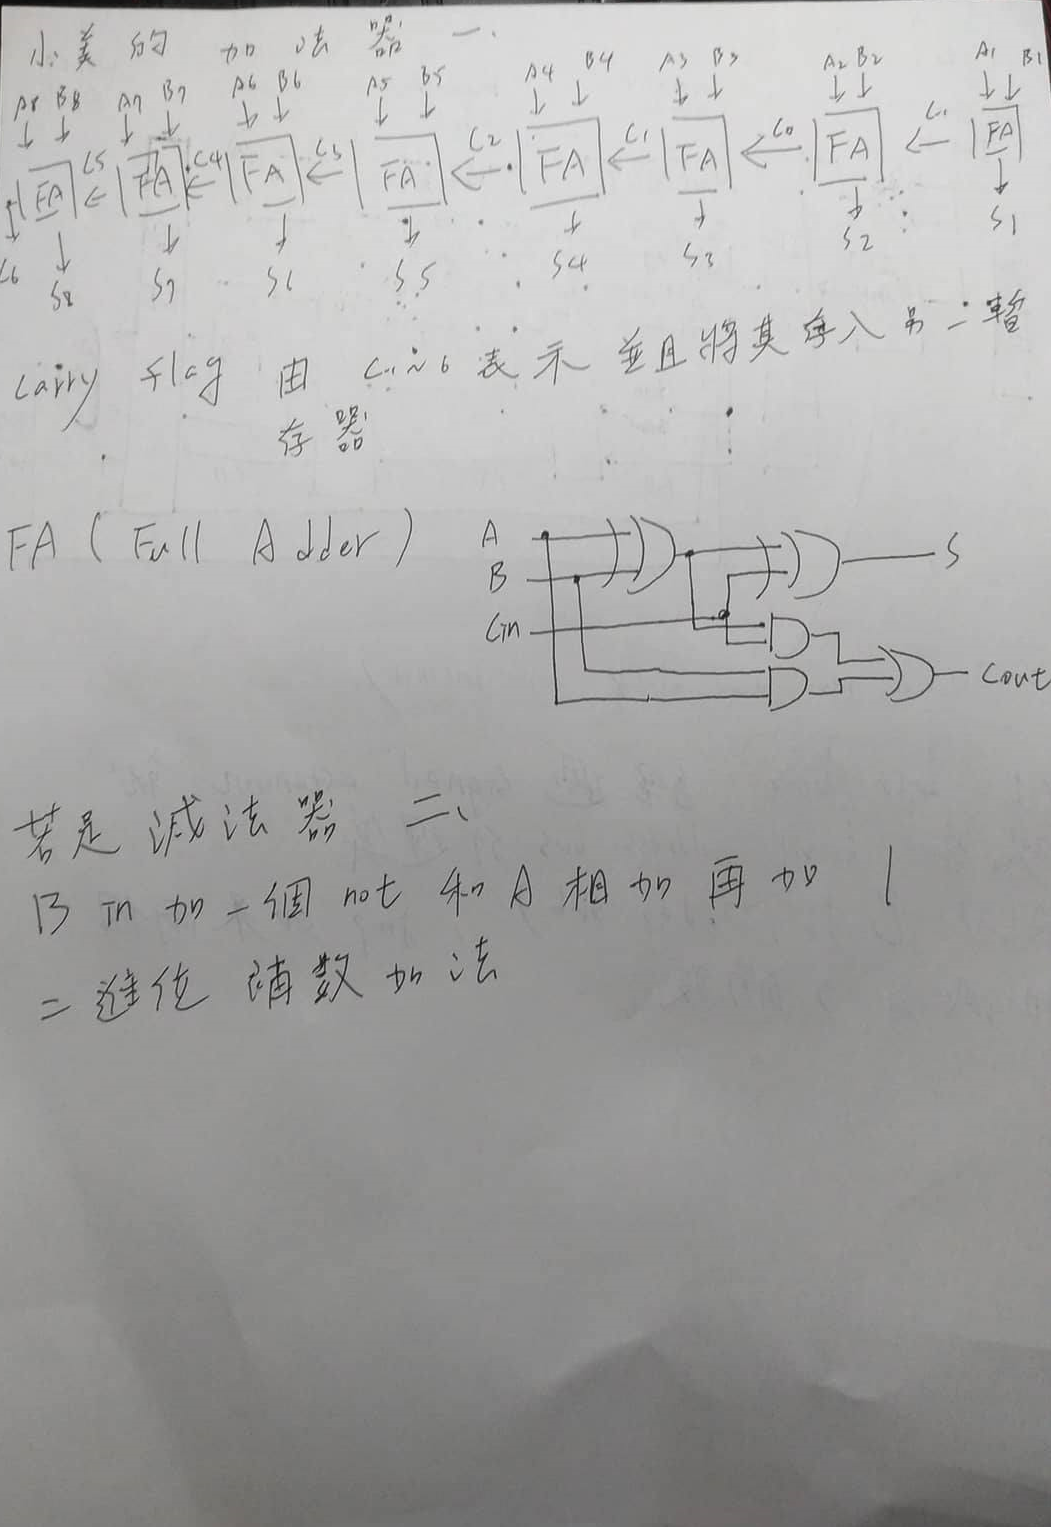 小美的 加法器 一、
A8 B8 A7 B7 A6 B6 A5 B5 A4 B4 A3 B3 A2 B2 A1 B1
FA C5 FA C4 FA C3 FA C2 FA C1 FA C0 FA C-1 FA
C6 S8 S7 S6 S5 S4 S3 S2 S1
Carry flag 由 C-1~6 表示 並且將其存入另一暫
存器
FA ( Full Adder )
A
B
Cin
S
Cout
若是減法器 二、
B in 加一個 not 和 A 相加 再加 1
二進位 補數加法